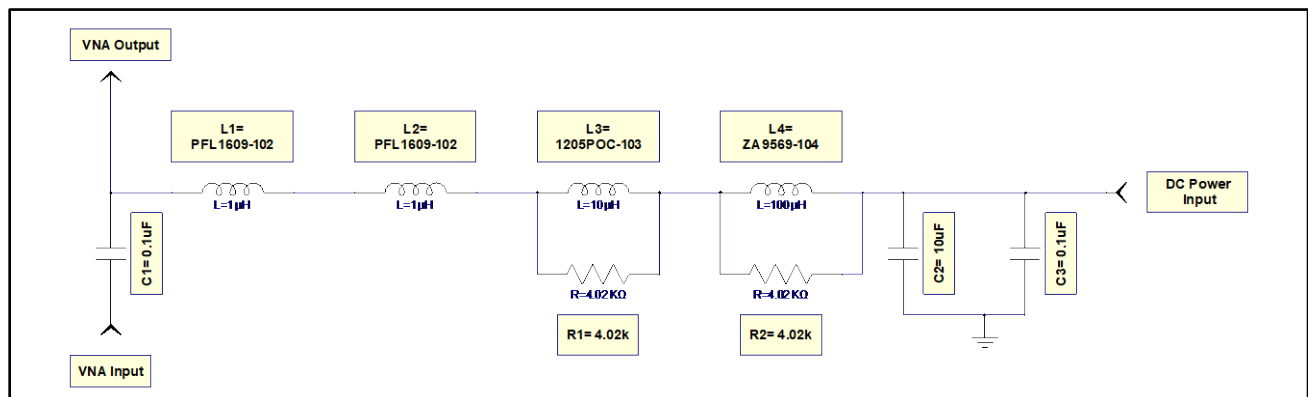 VNA Output
L1=
PFL1609-102
L2=
PFL1609-102
L3=
1205POC-103
L4=
ZA9569-104
L=1µH
L=1µH
L=10µH
L=100µH
DC Power
Input
C1= 0.1uF
C2= 10uF
C3= 0.1uF
R=4.02KΩ
R=4.02KΩ
R1= 4.02k
R2= 4.02k
VNA Input